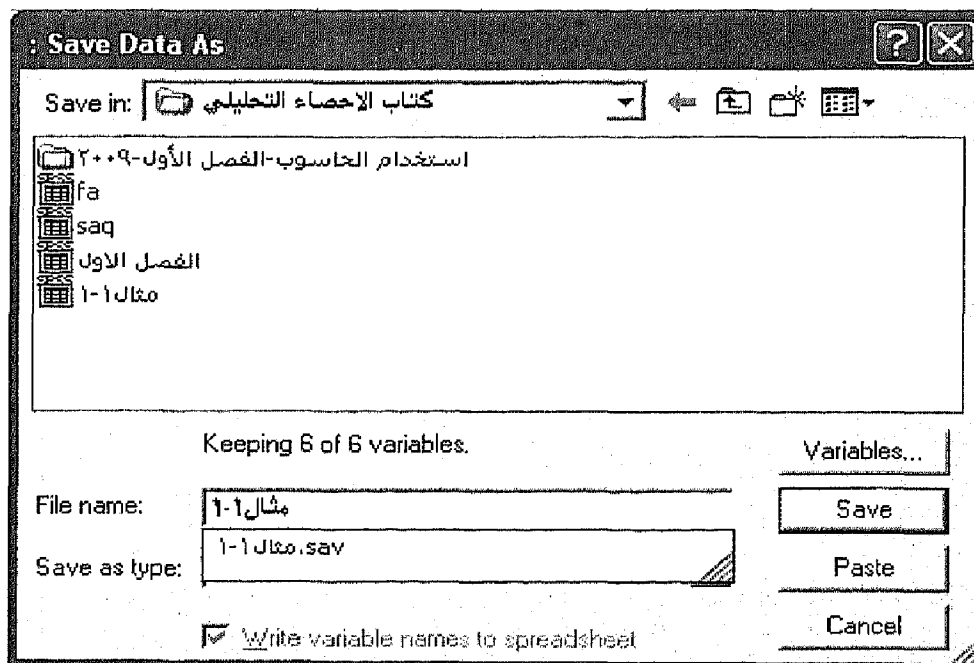 : Save Data As
Save in: كتاب الاحصاء التحليلي
استخدام الحاسوب-الفصل الأول-٢٠٠٩
fa
saq
الفصل الاول
مثال١-١
Keeping 6 of 6 variables.
Variables...
File name: مثال١-١
Save
مثال١-١.sav
Save as type:
Paste
Write variable names to spreadsheet
Cancel